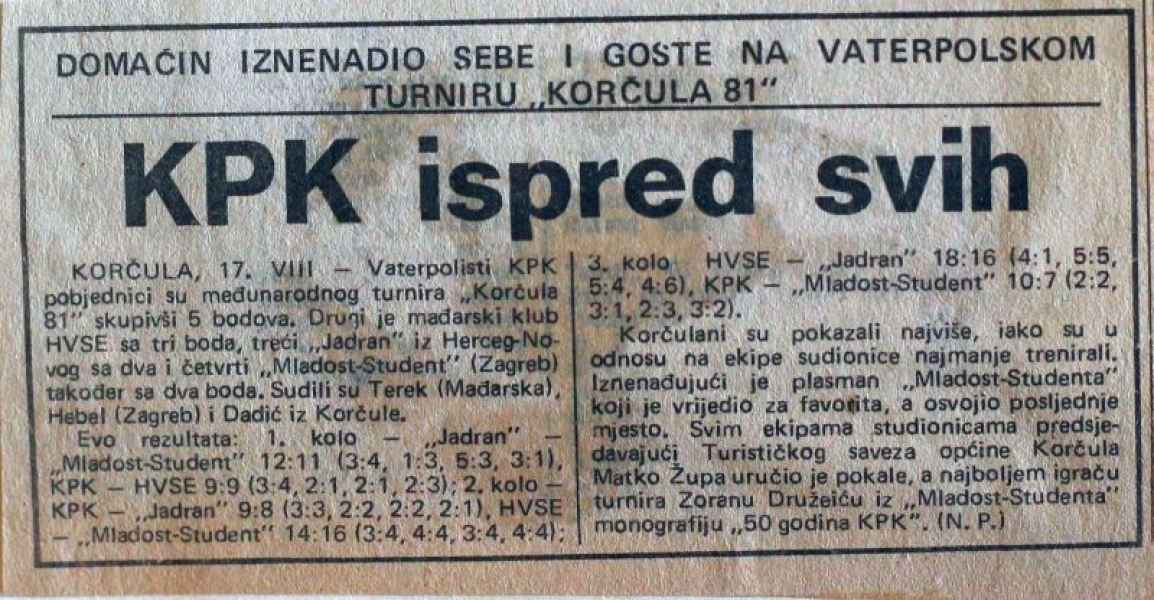 DOMAĆIN IZNENADIO SEBE I GOSTE NA VATERPOLSKOM
TURNIRU „KORČULA 81"
KPK ispred svih
KORČULA, 17. VIII — Vaterpolisti KPK
pobjednici su međunarodnog turnira „Korčula
81" skupivši 5 bodova. Drugi je mađarski klub
HVSE sa tri boda, treći „Jadran" iz Herceg-No-
vog sa dva i četvrti „Mladost-Student" (Zagreb)
također sa dva boda. Sudili su Terek (Mađarska),
Hebel (Zagreb) i Dadić iz Korčule.
Evo rezultata: 1. kolo — „Jadran" —
„Mladost-Student" 12:11 (3:4, 1:3, 5:3, 3:1),
KPK — HVSE 9:9 (3:4, 2:1, 2:1, 2:3); 2. kolo —
KPK — „Jadran" 9:8 (3:3, 2:2, 2:2, 2:1), HVSE
— „Mladost-Student" 14:16 (3:4, 4:4, 3:4, 4:4);
3. kolo HVSE — „Jadran" 18:16 (4:1, 5:5,
5:4, 4:6), KPK — „Mladost-Student" 10:7 (2:2,
3:1, 2:3, 3:2).
Korčulani su pokazali najviše, iako su u
odnosu na ekipe sudionice najmanje trenirali.
Iznenađujući je plasman „Mladost-Studenta"
koji je vrijedio za favorita, a osvojio posljednje
mjesto. Svim ekipama studionicama predsje-
davajući Turističkog saveza općine Korčula
Matko Župa uručio je pokale, a najboljem igraču
turnira Zoranu Družeiću iz „Mladost-Studenta"
monografiju „50 godina KPK". (N. P.)